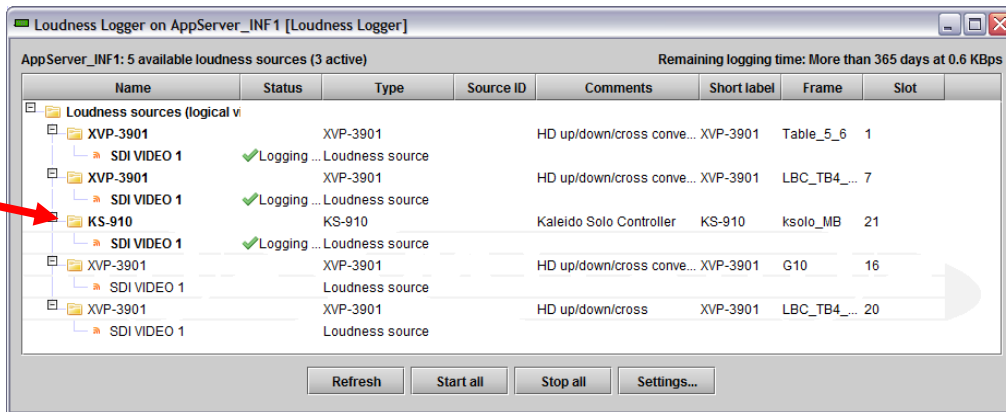 Loudness Logger on AppServer_INF1 [Loudness Logger]
AppServer_INF1: 5 available loudness sources (3 active) Remaining logging time: More than 365 days at 0.6 KBps
Name Status Type Source ID Comments Short label Frame Slot
Loudness sources (logical vi
XVP-3901 XVP-3901 HD up/down/cross conve... XVP-3901 Table_5_6 1
SDI VIDEO 1 Logging ... Loudness source
XVP-3901 XVP-3901 HD up/down/cross conve... XVP-3901 LBC_TB4_... 7
SDI VIDEO 1 Logging ... Loudness source
KS-910 KS-910 Kaleido Solo Controller KS-910 ksolo_MB 21
SDI VIDEO 1 Logging ... Loudness source
XVP-3901 XVP-3901 HD up/down/cross conve... XVP-3901 G10 16
SDI VIDEO 1 Loudness source
XVP-3901 XVP-3901 HD up/down/cross XVP-3901 LBC_TB4_... 20
SDI VIDEO 1 Loudness source
Refresh Start all Stop all Settings...